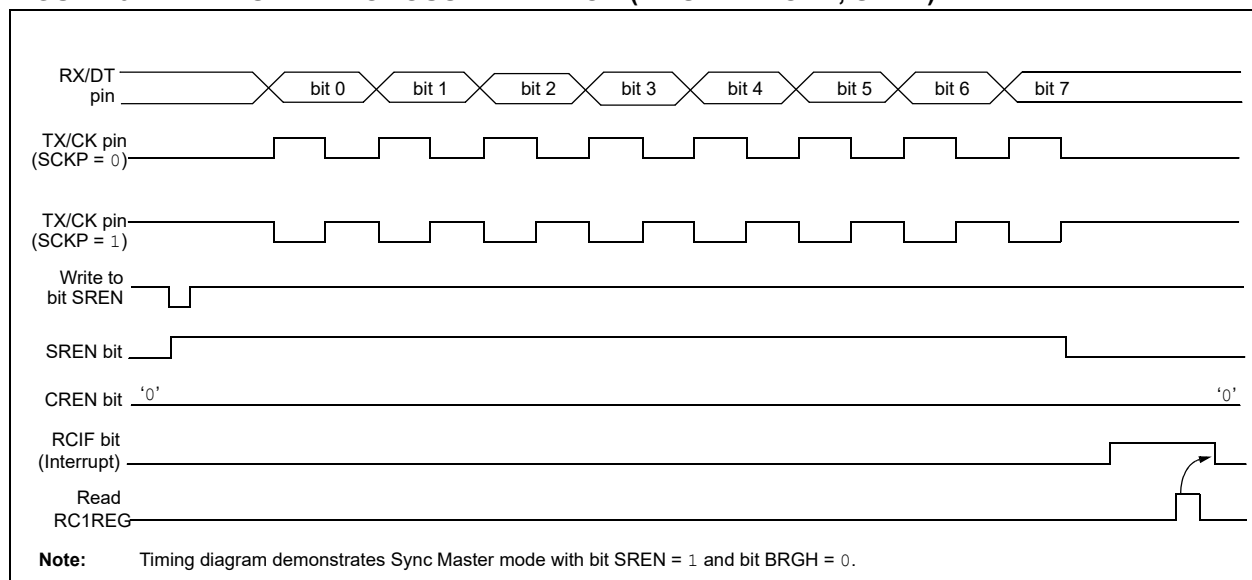 RX/DT
pin
bit 0 bit 1 bit 2 bit 3 bit 4 bit 5 bit 6 bit 7
TX/CK pin
(SCKP = 0)
TX/CK pin
(SCKP = 1)
Write to
bit SREN
SREN bit
CREN bit ‘0’ ‘0’
RCIF bit
(Interrupt)
Read
RC1REG
Note: Timing diagram demonstrates Sync Master mode with bit SREN = 1 and bit BRGH = 0.